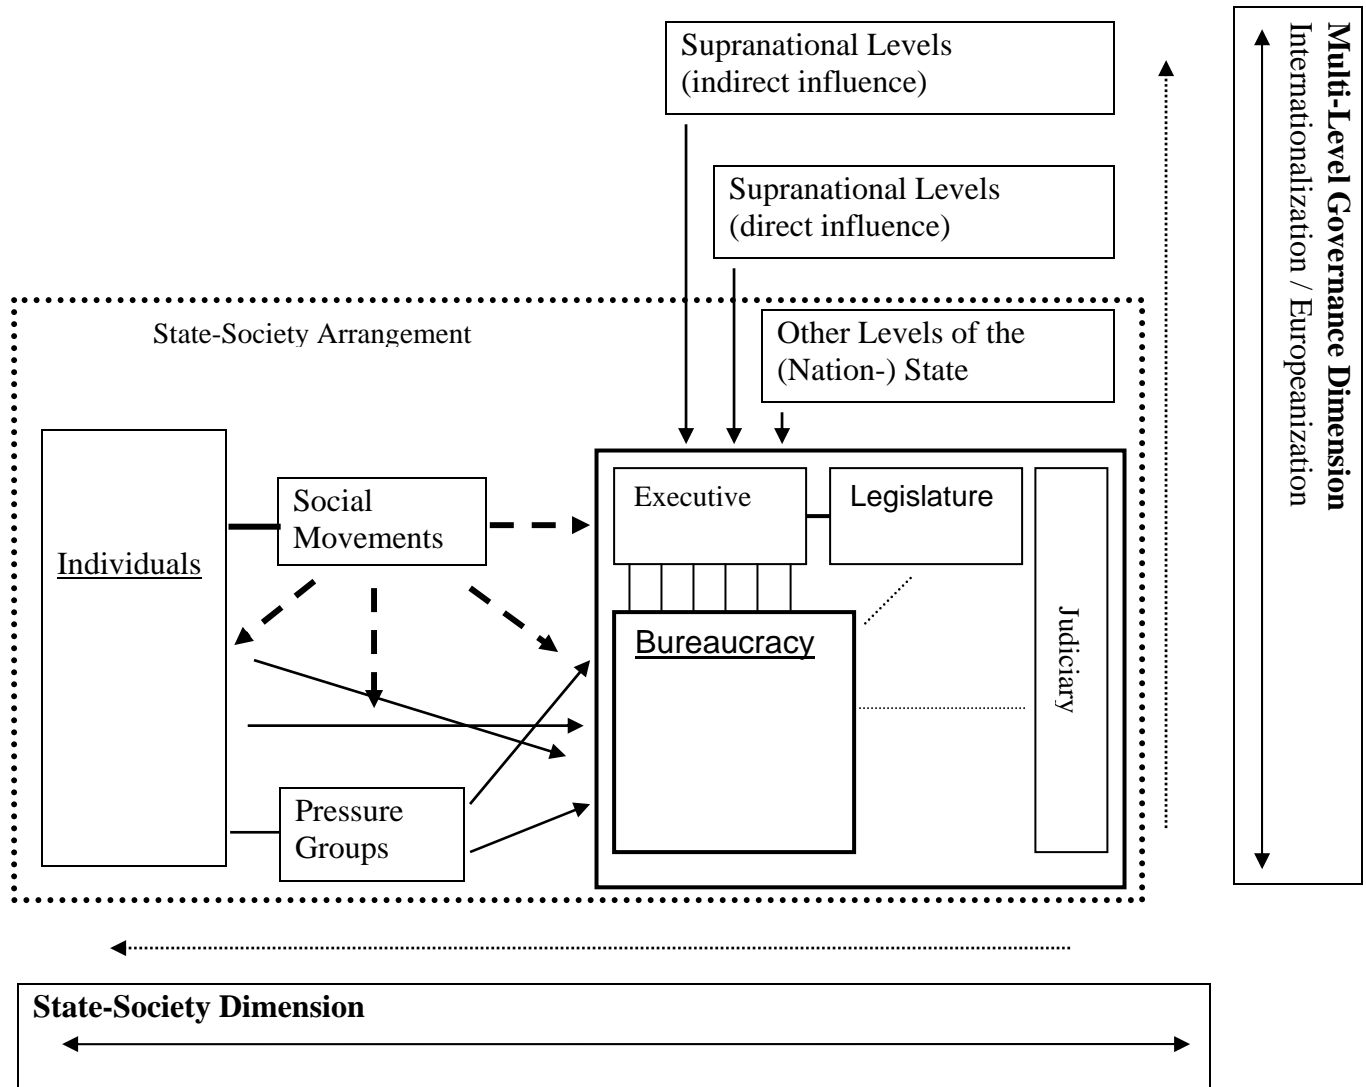 Supranational Levels
(indirect influence)
Supranational Levels
(direct influence)
State-Society Arrangement
Other Levels of the
(Nation-) State
Individuals
Social
Movements
Pressure
Groups
Executive
Legislature
Bureaucracy
Judiciary
Multi-Level Governance Dimension
Internationalization / Europeanization
State-Society Dimension